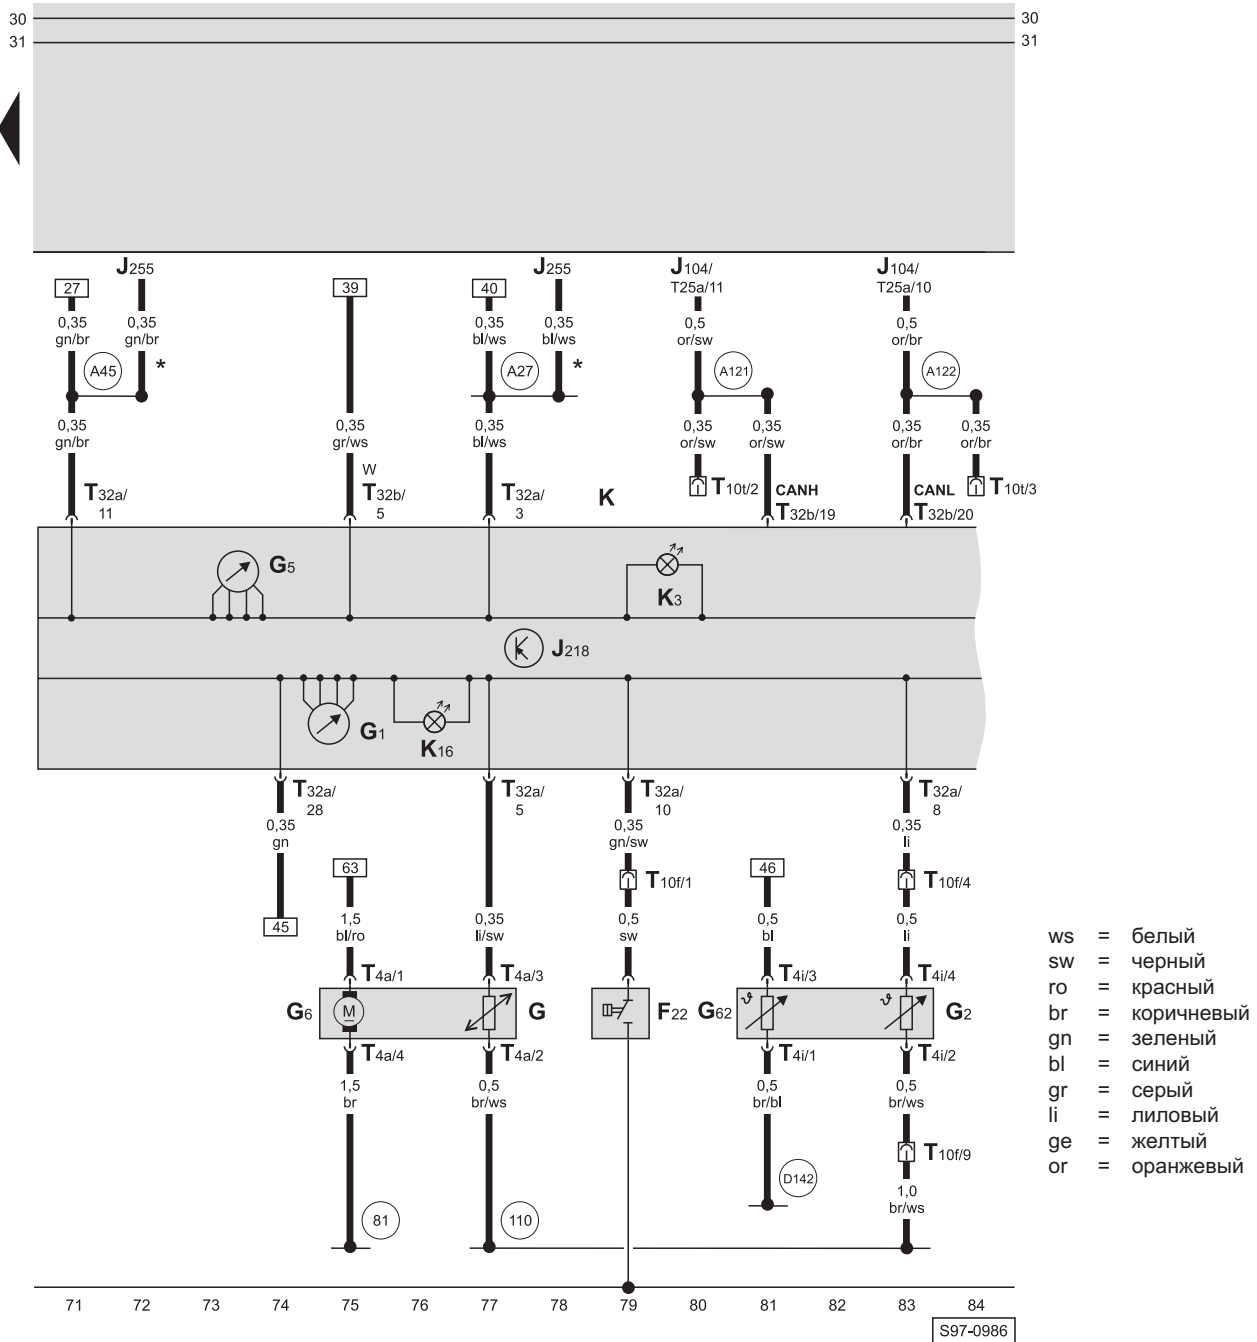 30 30
31 31
J255 J255 J104/ J104/
27 39 40 T25a/11 T25a/10
0,35 0,35 0,35 0,35 0,5 0,5
gn/br gn/br bl/ws bl/ws or/sw or/br
A45 * A27 * A121 A122
0,35 0,35 0,35 0,35 0,35 0,35 0,35
gn/br gr/ws bl/ws or/sw or/sw or/br or/br
W
T32a/ T32b/ T32a/ K T10t/2 CANH CANL T10t/3
11 5 3 T32b/19 T32b/20
G5
K3
J218
G1
K16
T32a/ T32a/ T32a/ T32a/
28 5 10 8
0,35 0,35 0,35
gn gn/sw li
63 T10f/1 46 T10f/4
45
1,5 0,35 0,5 0,5 0,5
bl/ro li/sw sw bl li
T4a/1 T4a/3 T4i/3 T4i/4
G6 M G F22 G62 ϑ ϑ G2
T4a/4 T4a/2 T4i/1 T4i/2
1,5 0,5 0,5 0,5
br br/ws br/bl br/ws
T10f/9
D142
1,0
br/ws
81 110
71 72 73 74 75 76 77 78 79 80 81 82 83 84
S97-0986
ws = белый
sw = черный
ro = красный
br = коричневый
gn = зеленый
bl = синий
gr = серый
li = лиловый
ge = желтый
or = оранжевый